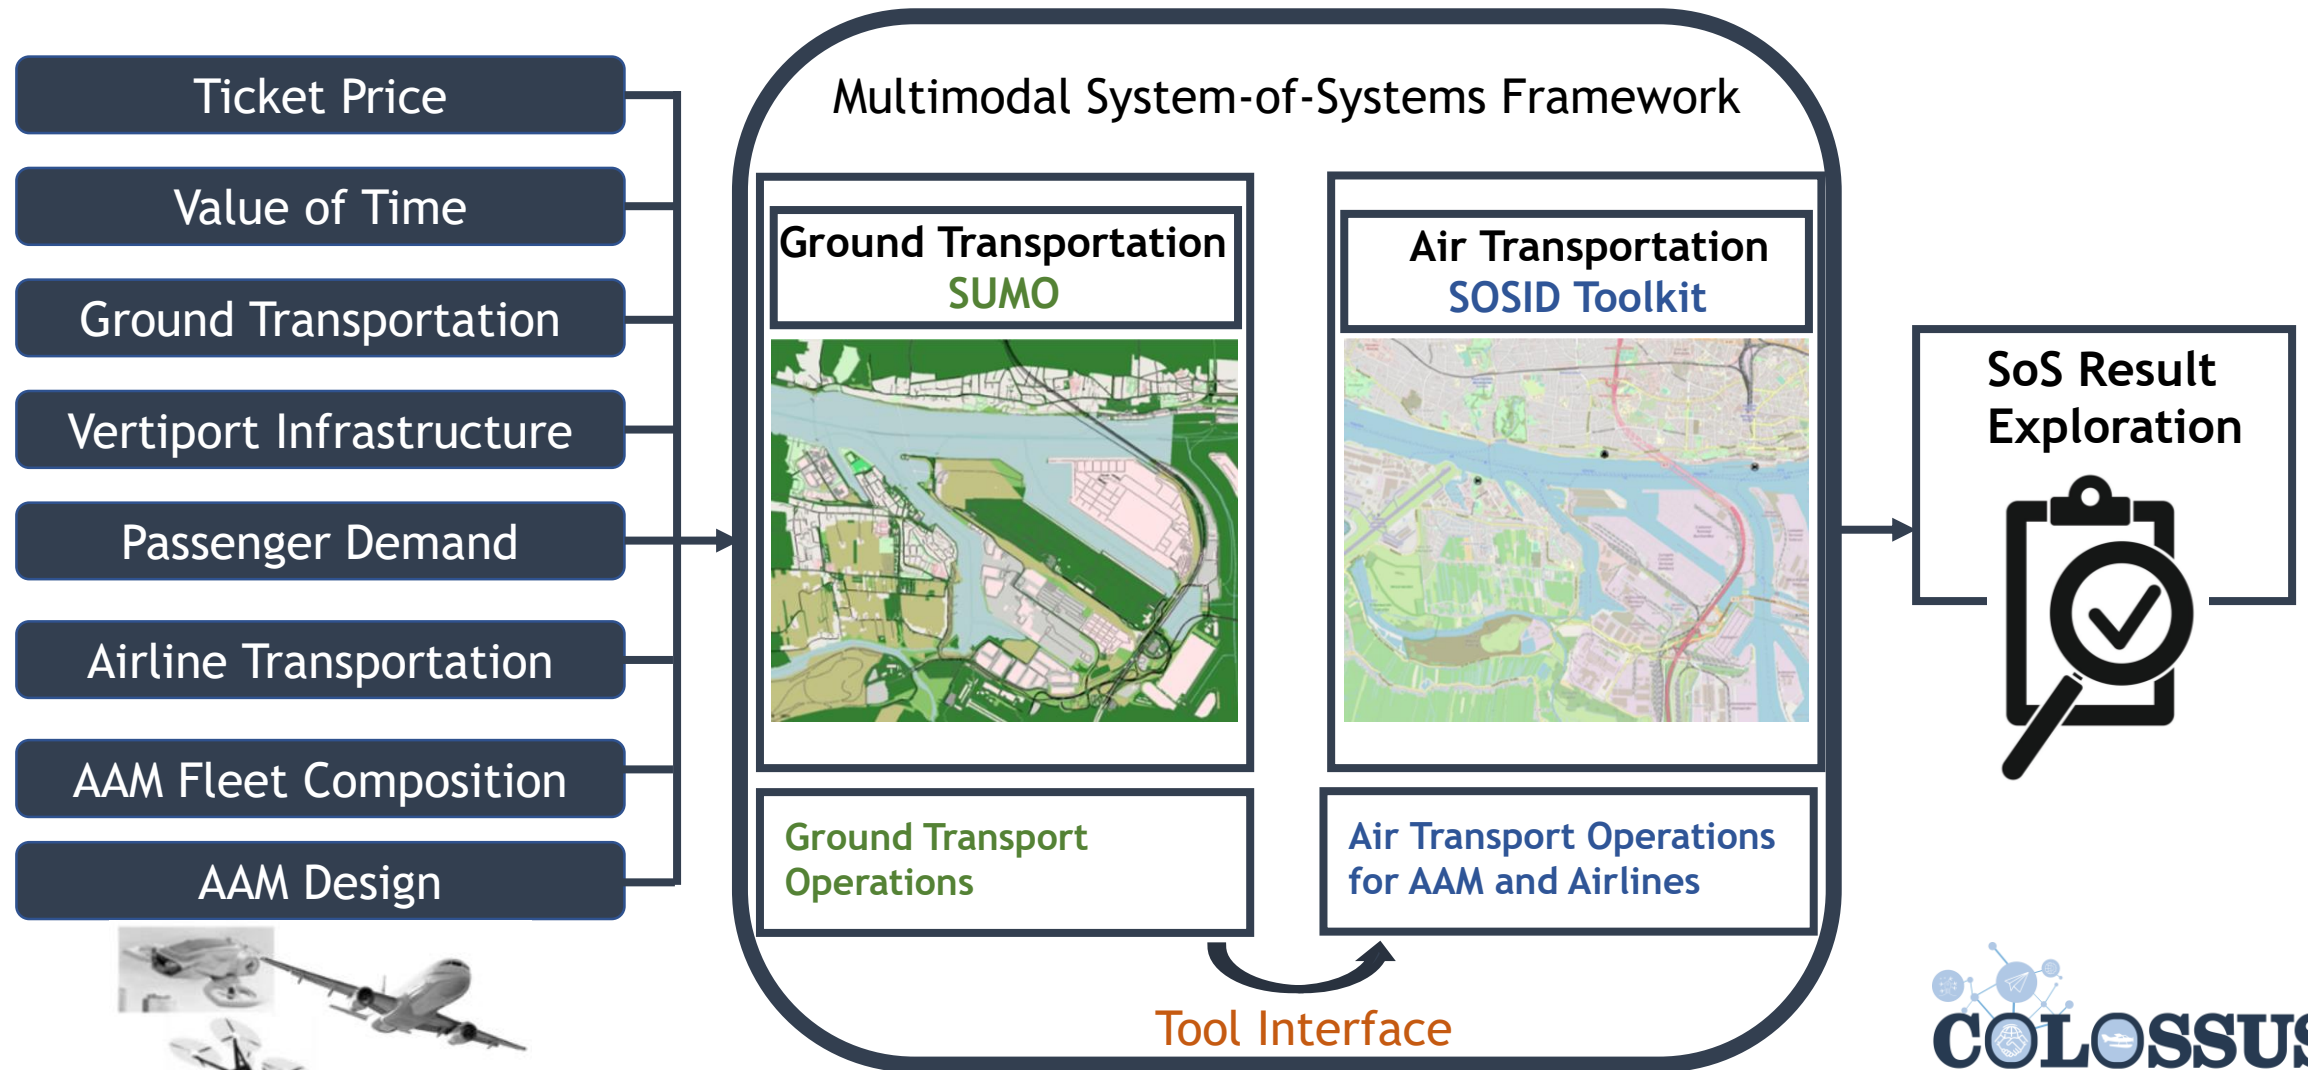 Ticket Price
Value of Time
Ground Transportation
Vertiport Infrastructure
Passenger Demand
Airline Transportation
AAM Fleet Composition
AAM Design
Multimodal System-of-Systems Framework
Ground Transportation
SUMO
Ground Transport
Operations
Air Transportation
SOSID Toolkit
Air Transport Operations
for AAM and Airlines
Tool Interface
SoS Result
Exploration
COLOSSUS